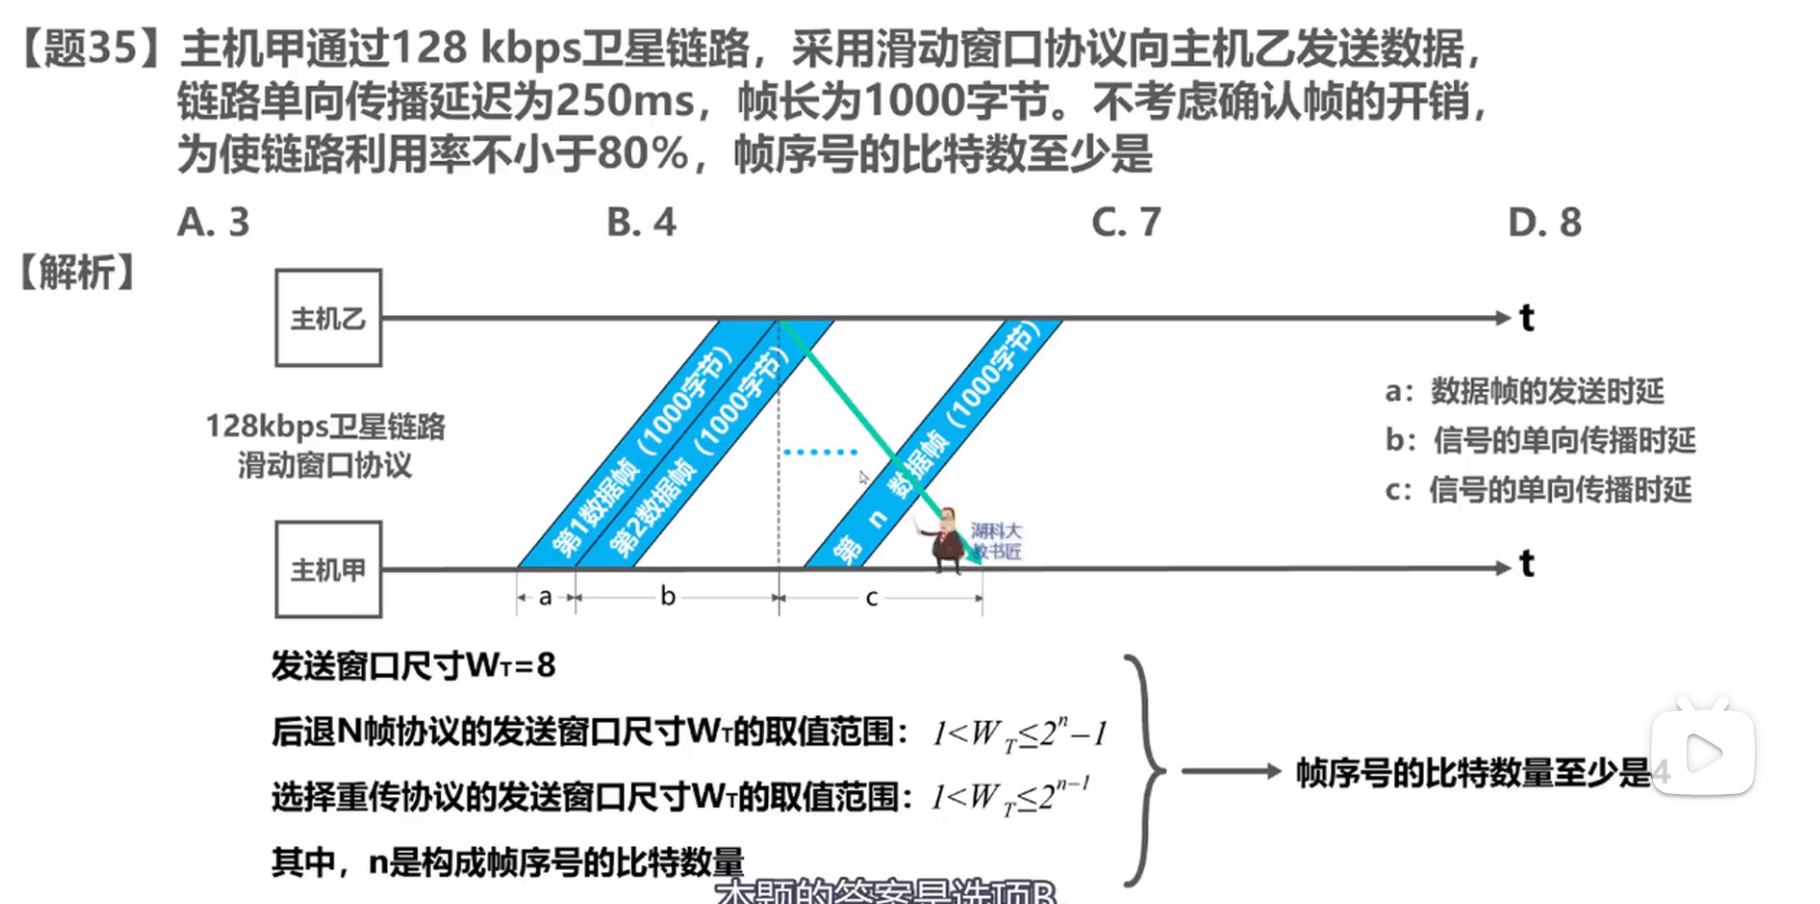 【题35】主机甲通过128 kbps卫星链路，采用滑动窗口协议向主机乙发送数据，
链路单向传播延迟为250ms，帧长为1000字节。不考虑确认帧的开销，
为使链路利用率不小于80%，帧序号的比特数至少是
A. 3 B. 4 C. 7 D. 8
【解析】
主机乙
t
第1数据帧（1000字节）
第2数据帧（1000字节）
第 n 数据帧（1000字节）
128kbps卫星链路
滑动窗口协议
a：数据帧的发送时延
b：信号的单向传播时延
c：信号的单向传播时延
湖科大
教书匠
主机甲
t
a b c
发送窗口尺寸WT=8
后退N帧协议的发送窗口尺寸WT的取值范围：1<W_T≤2^n−1
选择重传协议的发送窗口尺寸WT的取值范围：1<W_T≤2^{n−1}
其中，n是构成帧序号的比特数量
帧序号的比特数量至少是4
本题的答案是选项B